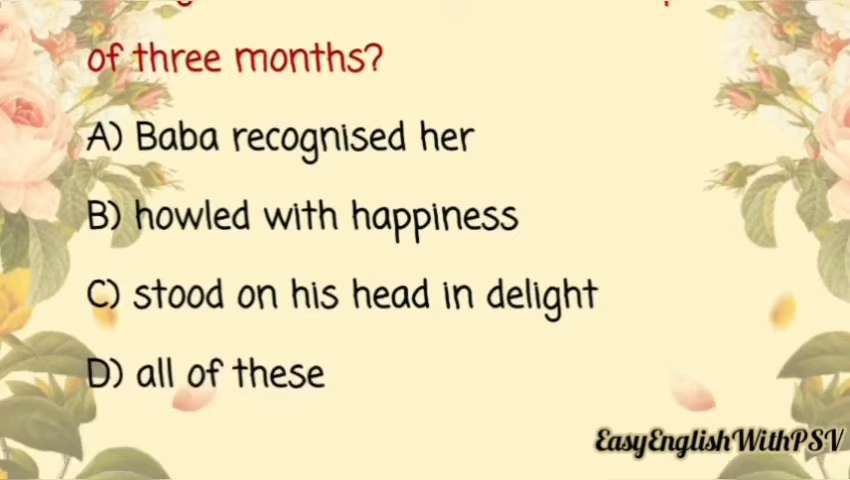 of three months?
A) Baba recognised her
B) howled with happiness
C) stood on his head in delight
D) all of these
EasyEnglishWithPSV